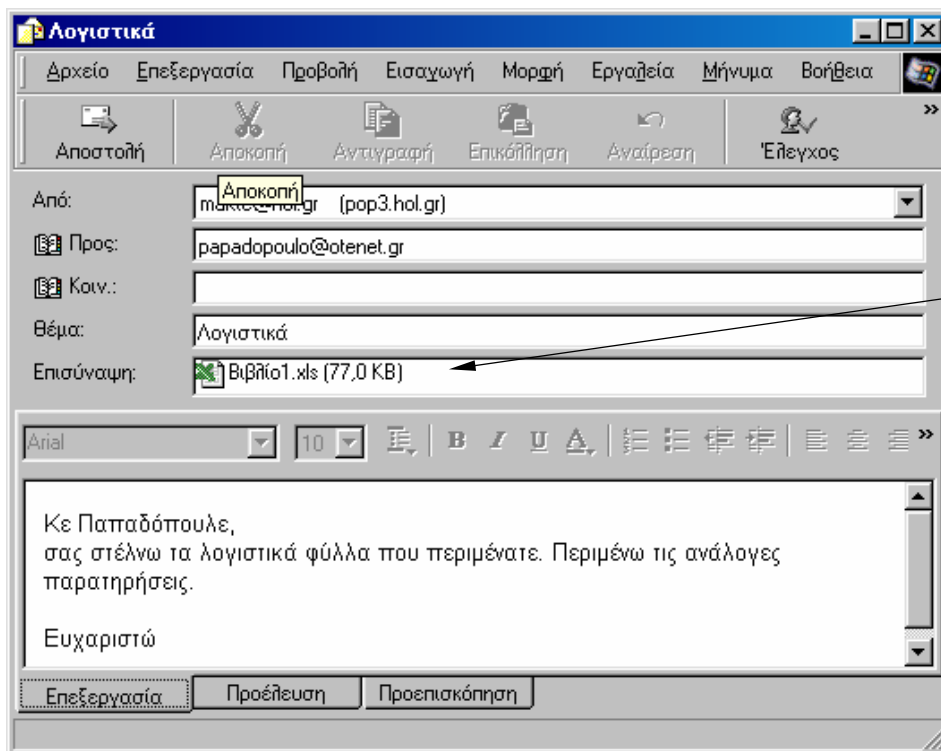 Λογιστικά
Αρχείο Επεξεργασία Προβολή Εισαγωγή Μορφή Εργαλεία Μήνυμα Βοήθεια
Αποστολή Αποκοπή Αντιγραφή Επικόλληση Αναίρεση Έλεγχος »
Αποκοπή
Από: (pop3.hol.gr)
Προς: papadopoulo@otenet.gr
Κοιν.:
Θέμα: Λογιστικά
Επισύναψη: Βιβλίο1.xls (77,0 KB)
Arial 10 B I U A »
Κε Παπαδόπουλε,
σας στέλνω τα λογιστικά φύλλα που περιμένατε. Περιμένω τις ανάλογες
παρατηρήσεις.
Ευχαριστώ
Επεξεργασία Προέλευση Προεπισκόπηση